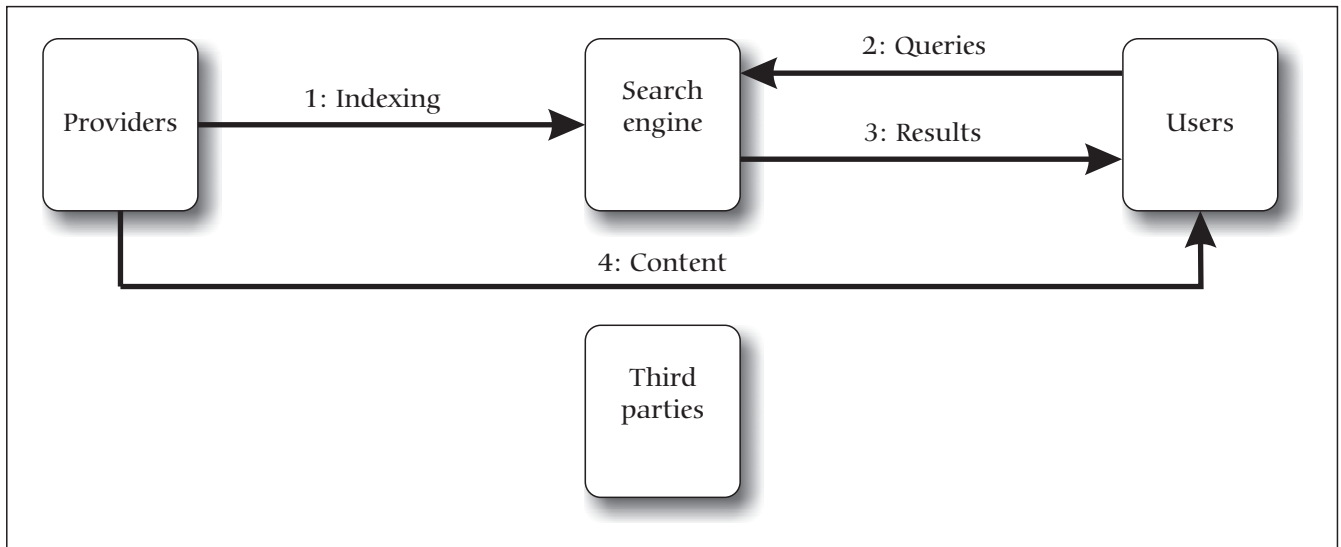 Providers
1: Indexing
Search
engine
2: Queries
3: Results
Users
4: Content
Third
parties